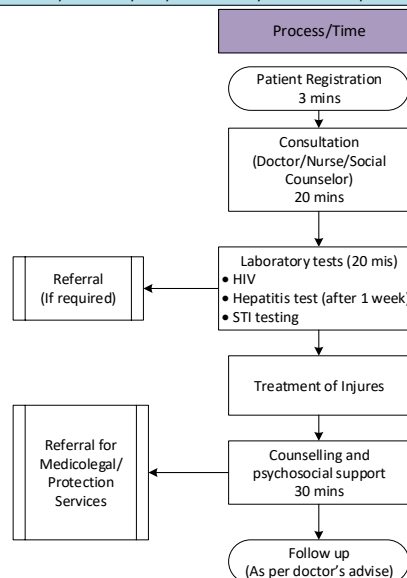 Process/Time
Patient Registration
3 mins
Consultation
(Doctor/Nurse/Social
Counselor)
20 mins
Laboratory tests (20 mis)
• HIV
• Hepatitis test (after 1 week)
• STI testing
Referral
(If required)
Treatment of Injures
Counselling and
psychosocial support
30 mins
Referral for
Medicolegal/
Protection
Services
Follow up
(As per doctor's advise)